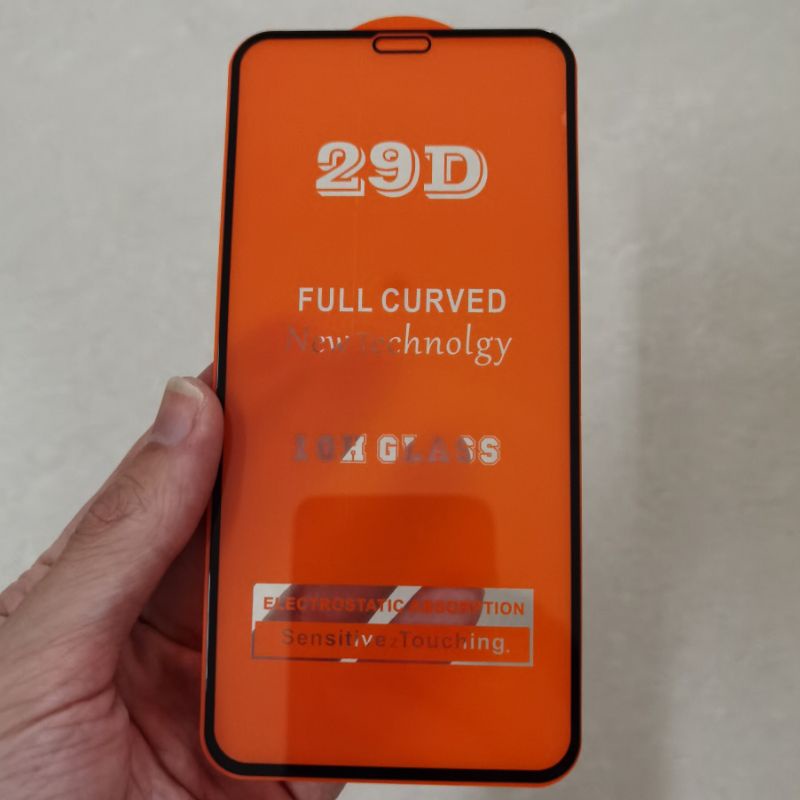 29D
FULL CURVED
New Technolgy
10H GLASS
ELECTROSTATIC ABSORPTION
Sensitive Touching.